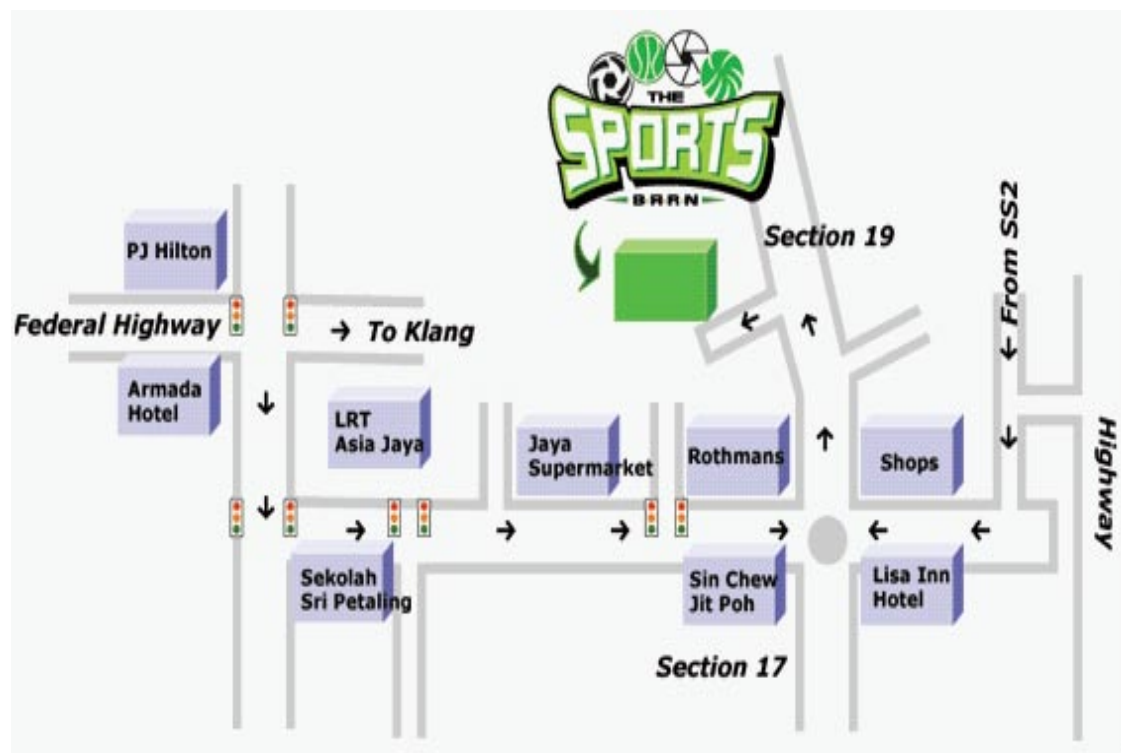 THE
SPORTS
BRRN
Section 19
From SS2
PJ Hilton
Federal Highway
To Klang
Armada
Hotel
LRT
Asia Jaya
Jaya
Supermarket
Rothmans
Shops
Highway
Sekolah
Sri Petaling
Sin Chew
Jit Poh
Lisa Inn
Hotel
Section 17